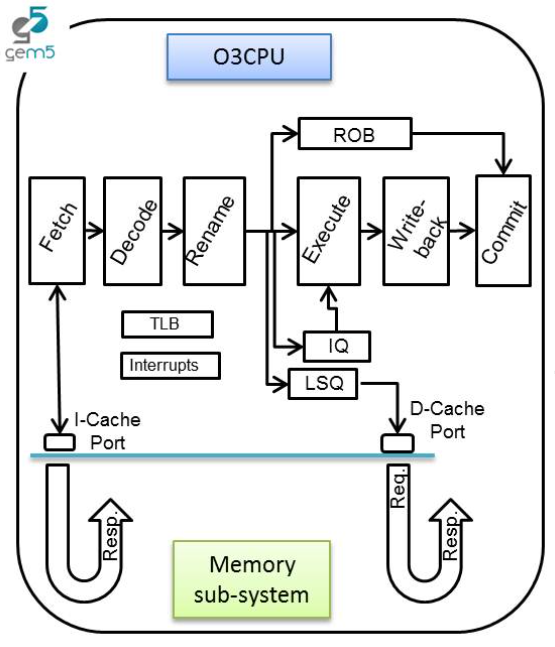 gem5
O3CPU
ROB
Fetch
Decode
Rename
Execute
Write-
back
Commit
TLB
IQ
Interrupts
LSQ
I-Cache
Port
D-Cache
Port
Req.
Resp.
Resp.
Memory
sub-system